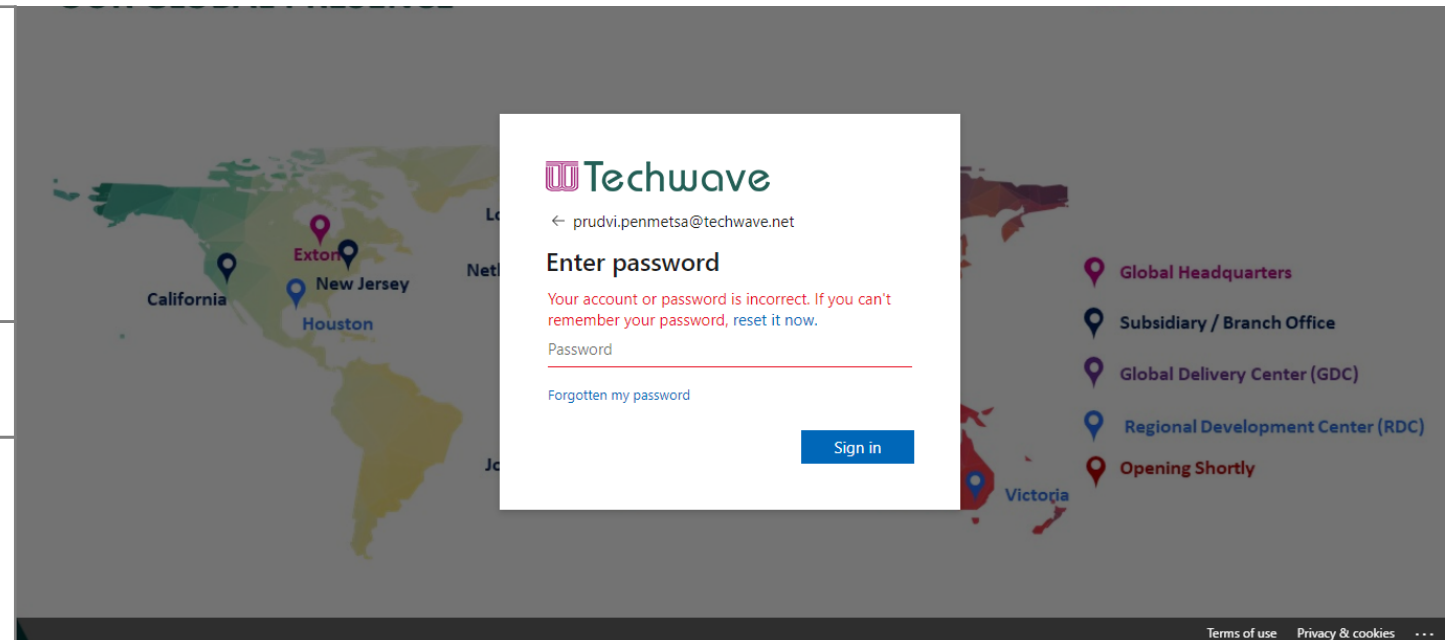 Techwave
← prudvi.penmetsa@techwave.net
Enter password
Your account or password is incorrect. If you can't
remember your password, reset it now.
Password
Forgotten my password
Sign in
Exton
New Jersey
California
Houston
Victoria
Global Headquarters
Subsidiary / Branch Office
Global Delivery Center (GDC)
Regional Development Center (RDC)
Opening Shortly
Terms of use Privacy & cookies ...